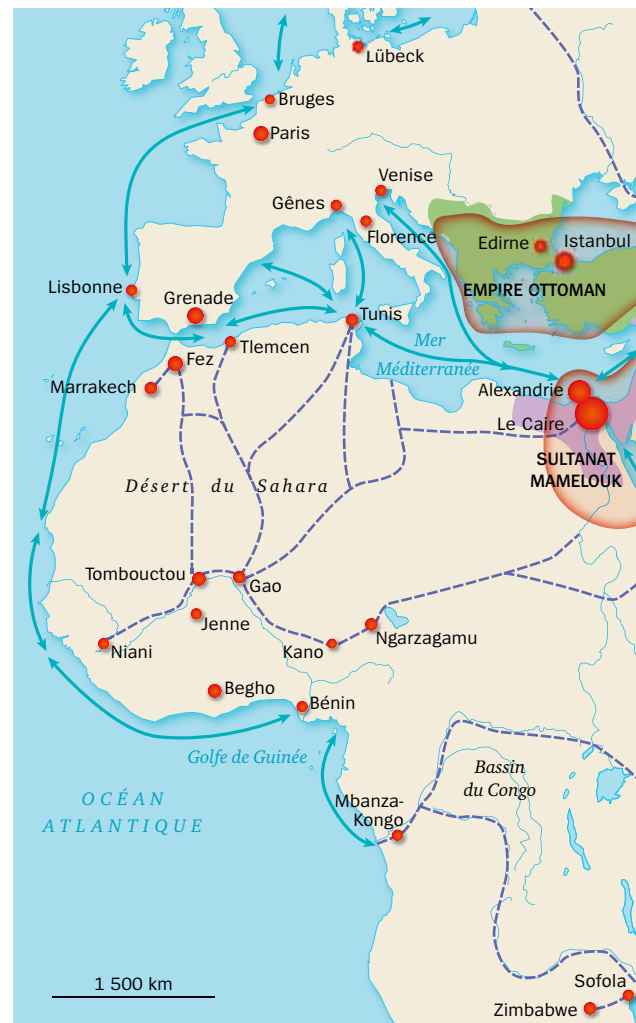 Lübeck
Bruges
Paris
Venise
Gênes
Florence
Edirne
Istanbul
EMPIRE OTTOMAN
Lisbonne
Grenade
Tunis
Tlemcen
Mer
Méditerranée
Fez
Marrakech
Alexandrie
Le Caire
SULTANAT
MAMELOUK
Désert du Sahara
Tombouctou
Gao
Jenne
Ngarzagamu
Niani
Kano
Begho
Bénin
Golfe de Guinée
Bassin
du Congo
OCÉAN
ATLANTIQUE
Mbanza-
Kongo
1 500 km
Sofola
Zimbabwe